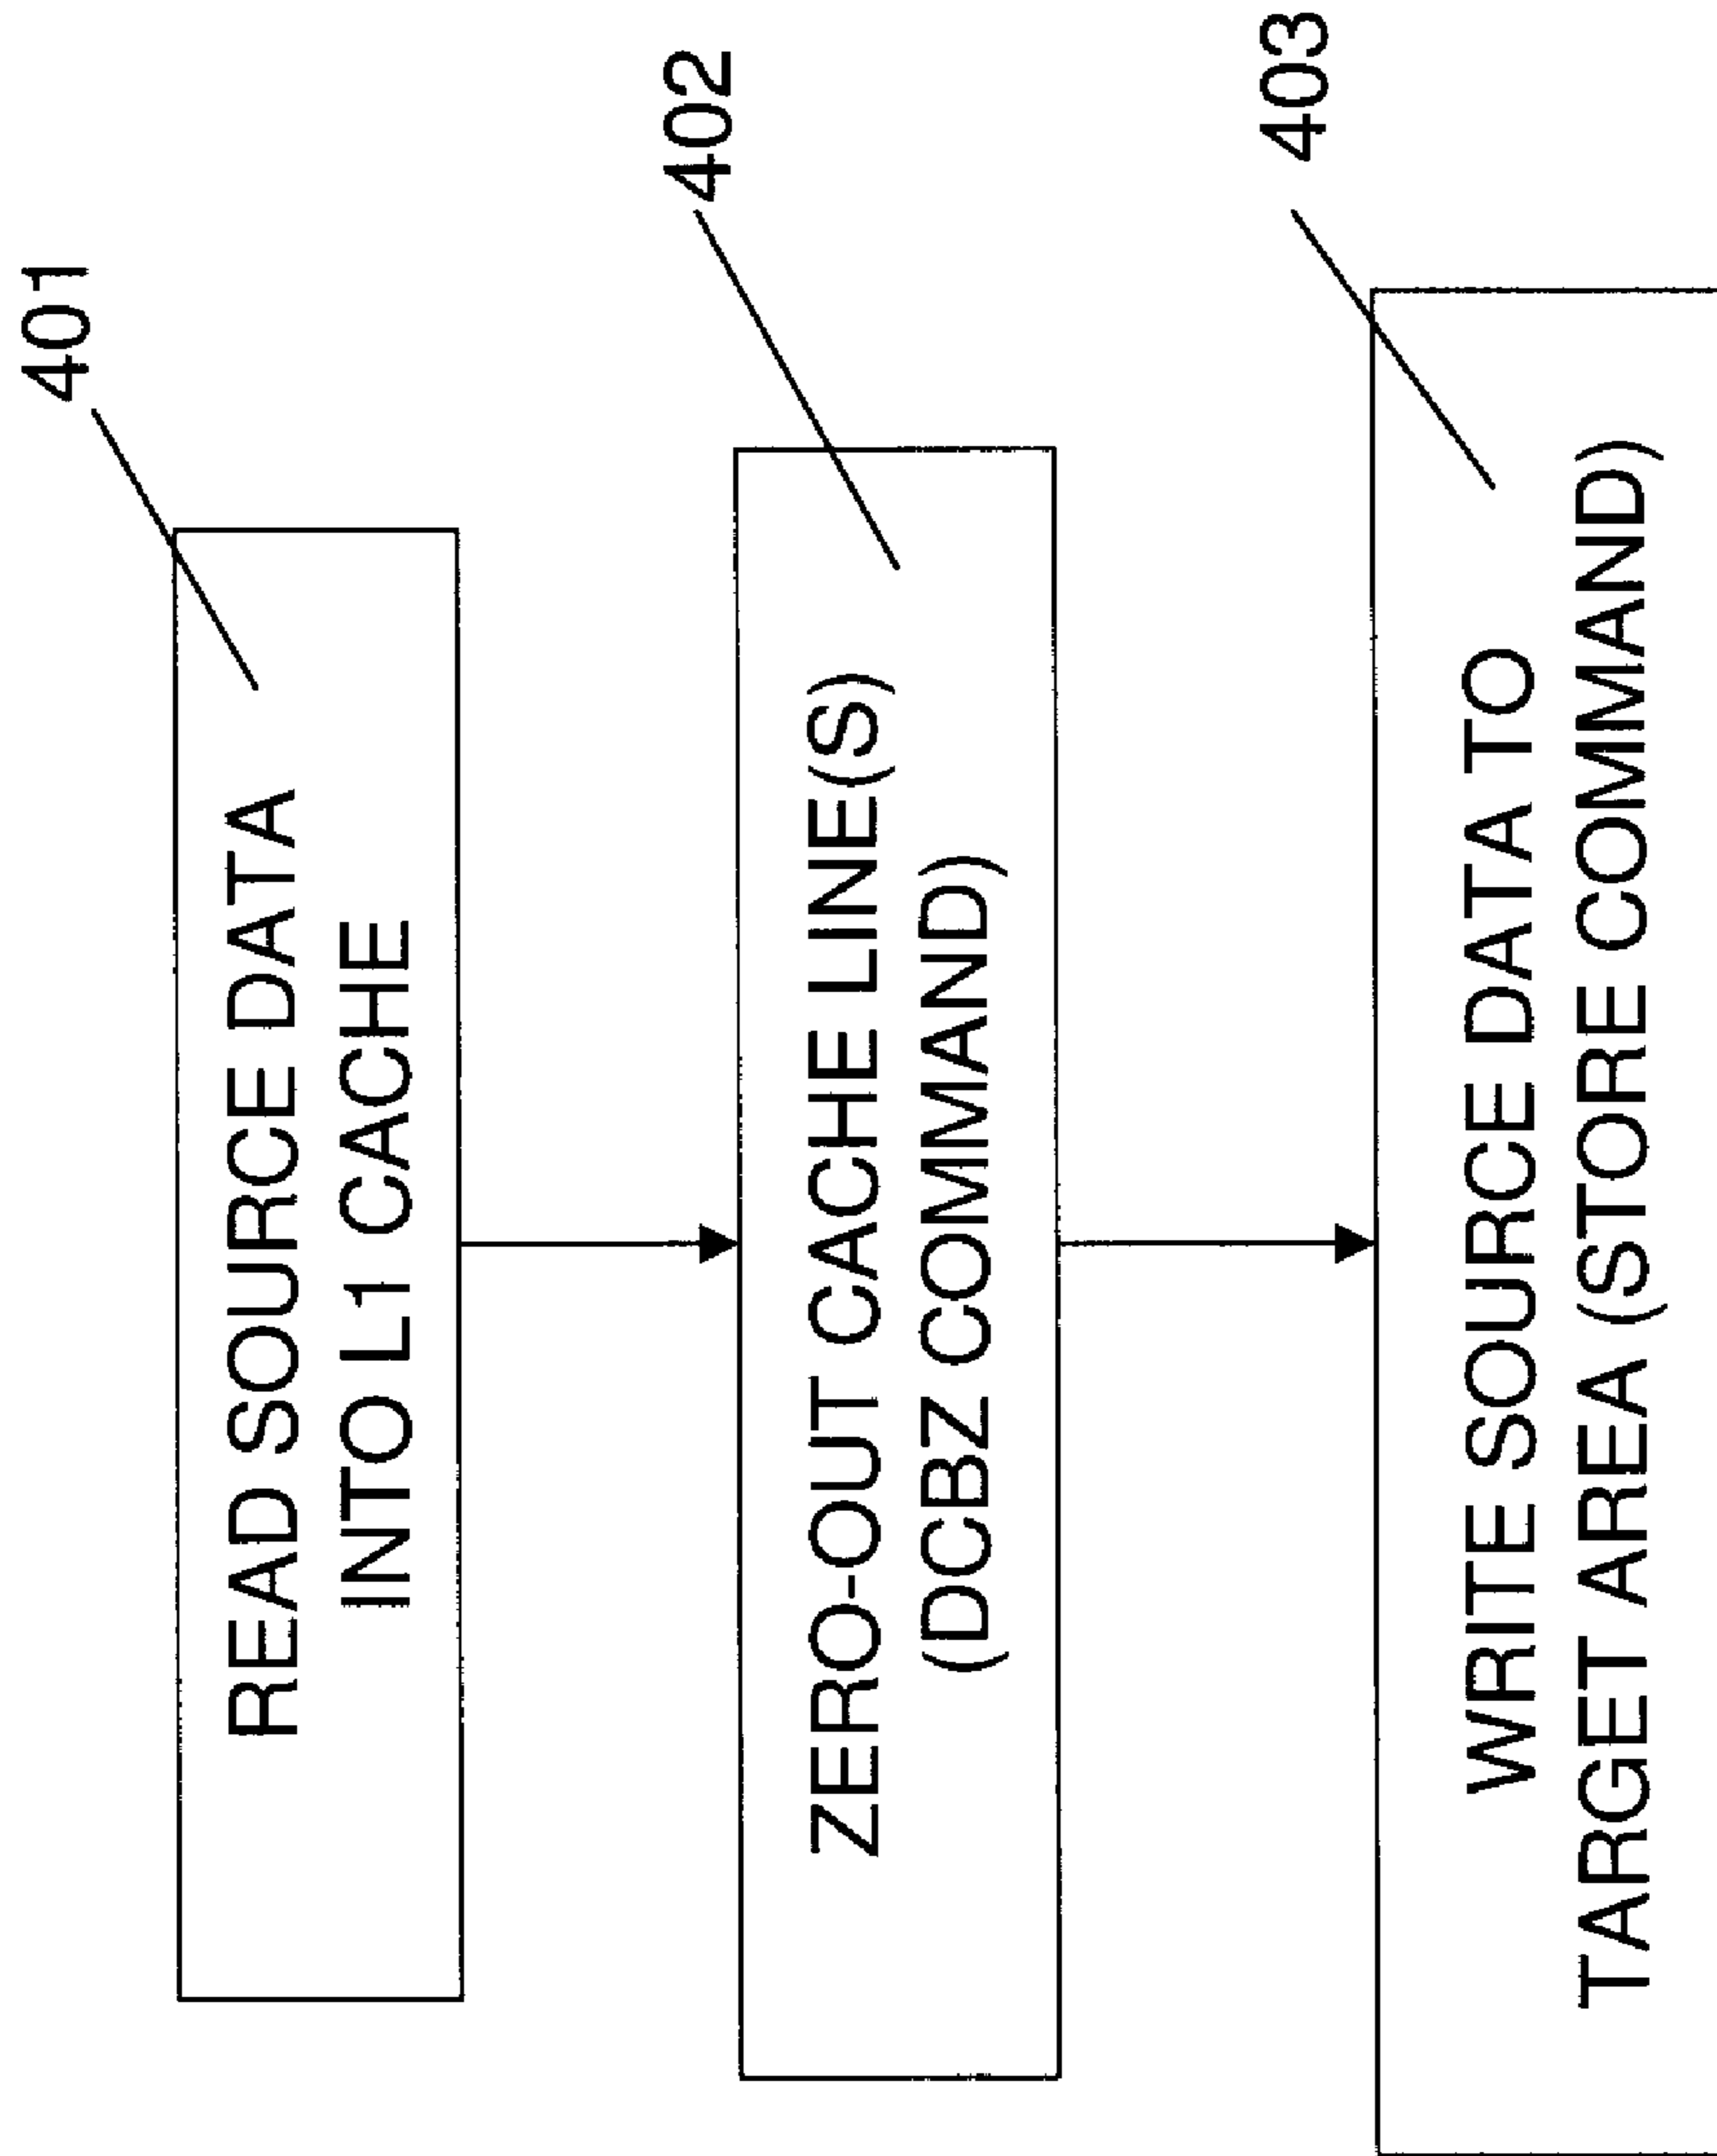 401
READ SOURCE DATA
INTO L1 CACHE
402
ZERO-OUT CACHE LINE(S)
(DCBZ COMMAND)
403
WRITE SOURCE DATA TO
TARGET AREA (STORE COMMAND)